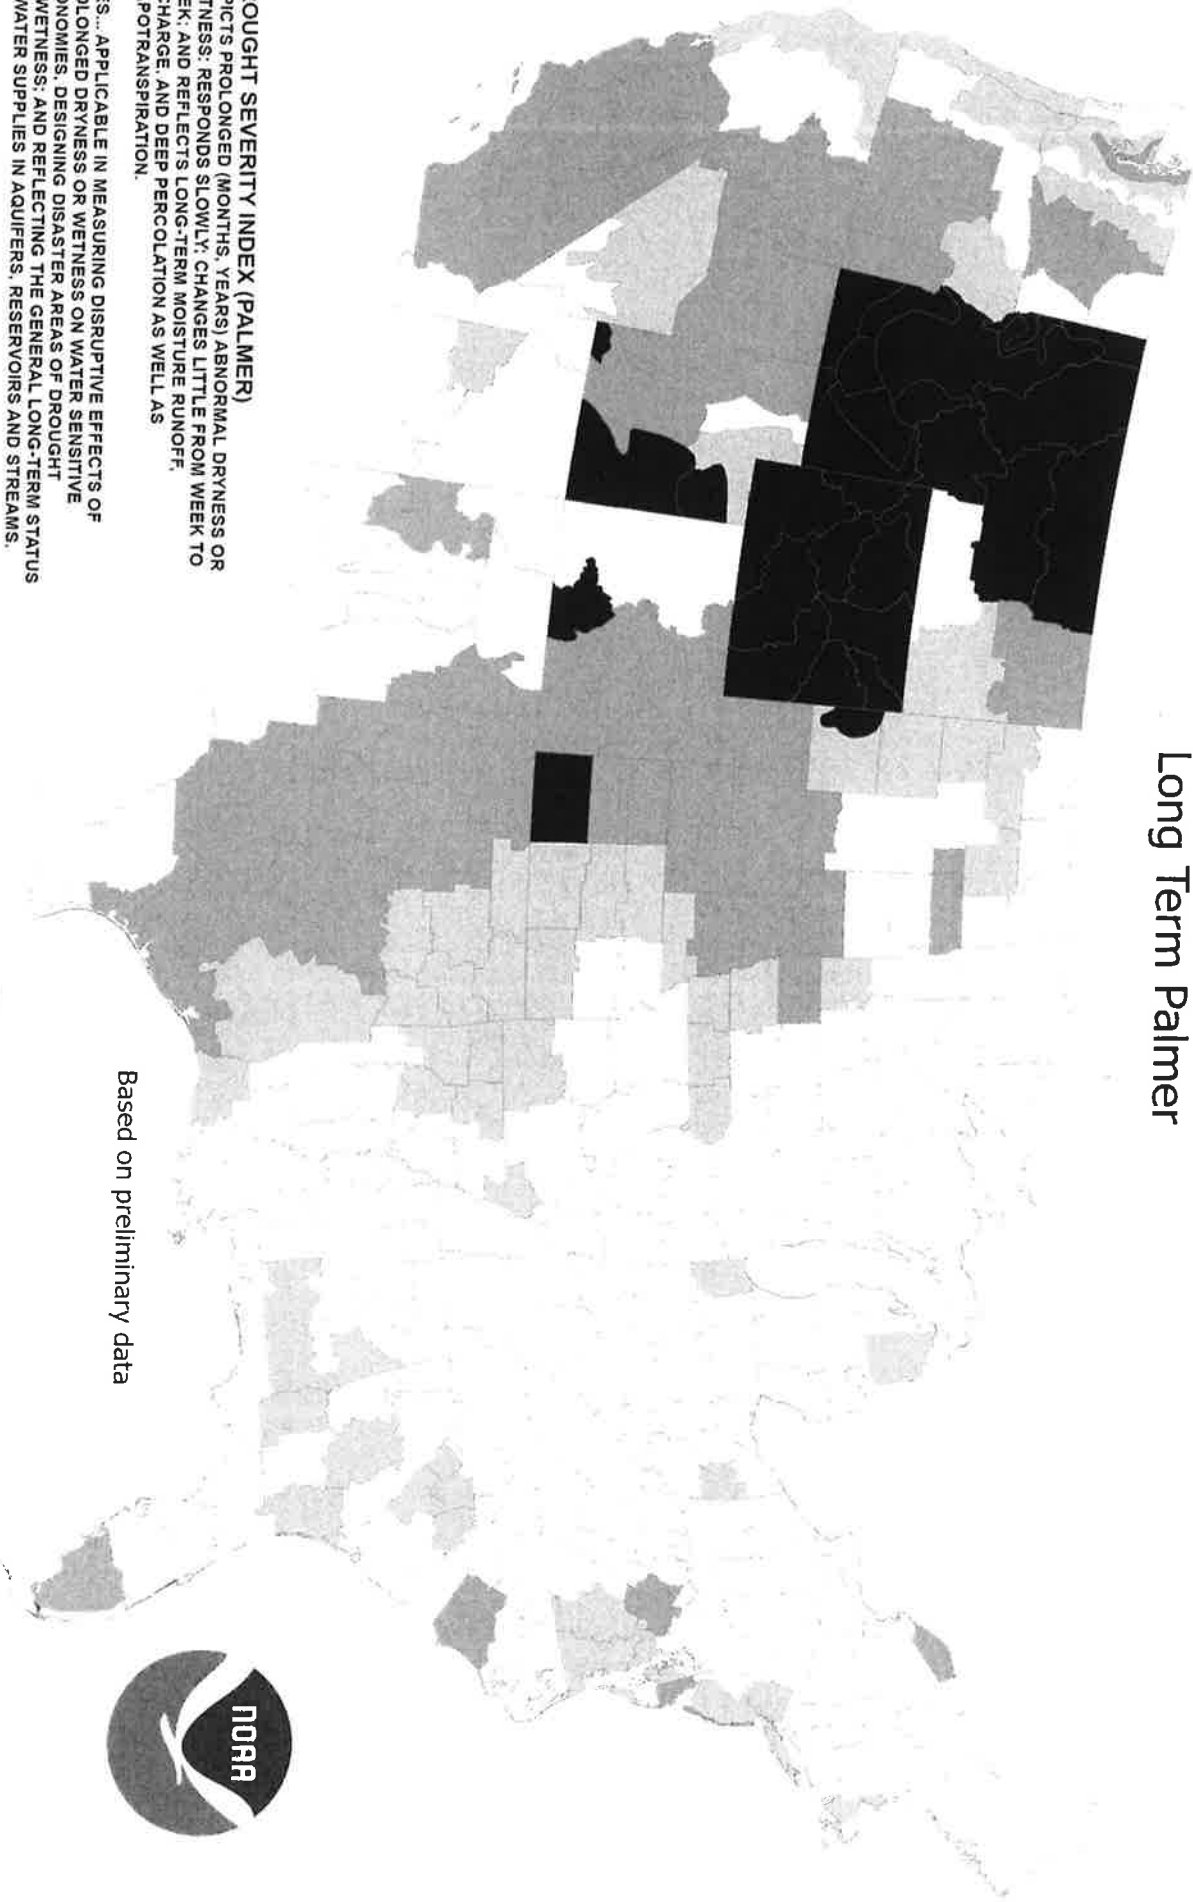 Long Term Palmer
Based on preliminary data
OUGHT SEVERITY INDEX (PALMER)
PICTS PROLONGED (MONTHS, YEARS) ABNORMAL DRYNESS OR
TNESS; RESPONDS SLOWLY; CHANGES LITTLE FROM WEEK TO
EK; AND REFLECTS LONG-TERM MOISTURE RUNOFF,
CHARGE, AND DEEP PERCOLATION AS WELL AS
POTRANSPIRATION.
ES... APPLICABLE IN MEASURING DISRUPTIVE EFFECTS OF
OLONGED DRYNESS OR WETNESS ON WATER SENSITIVE
ONOMIES, DESIGNING DISASTER AREAS OF DROUGHT
WETNESS; AND REFLECTING THE GENERAL LONG-TERM STATUS
WATER SUPPLIES IN AQUIFERS, RESERVOIRS AND STREAMS.
NOAA